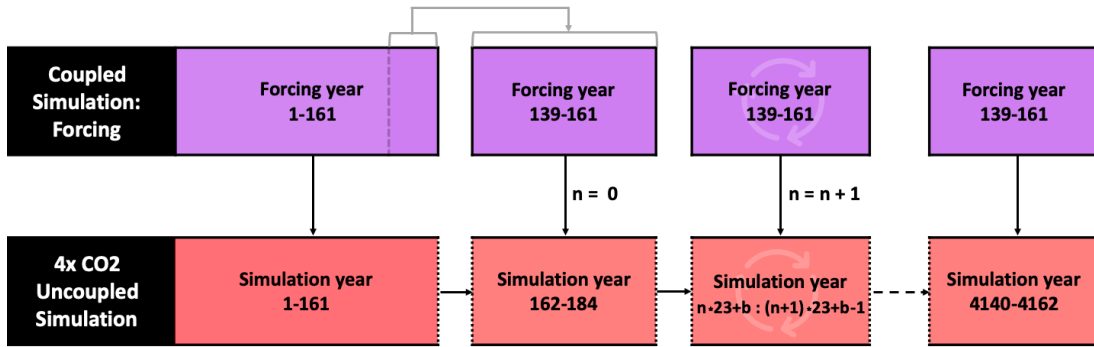 Coupled
Simulation:
Forcing
Forcing year
1-161
Forcing year
139-161
Forcing year
139-161
Forcing year
139-161
n = 0
n = n + 1
4x CO2
Uncoupled
Simulation
Simulation year
1-161
Simulation year
162-184
Simulation year
n⋆23+b : (n+1)⋆23+b-1
Simulation year
4140-4162